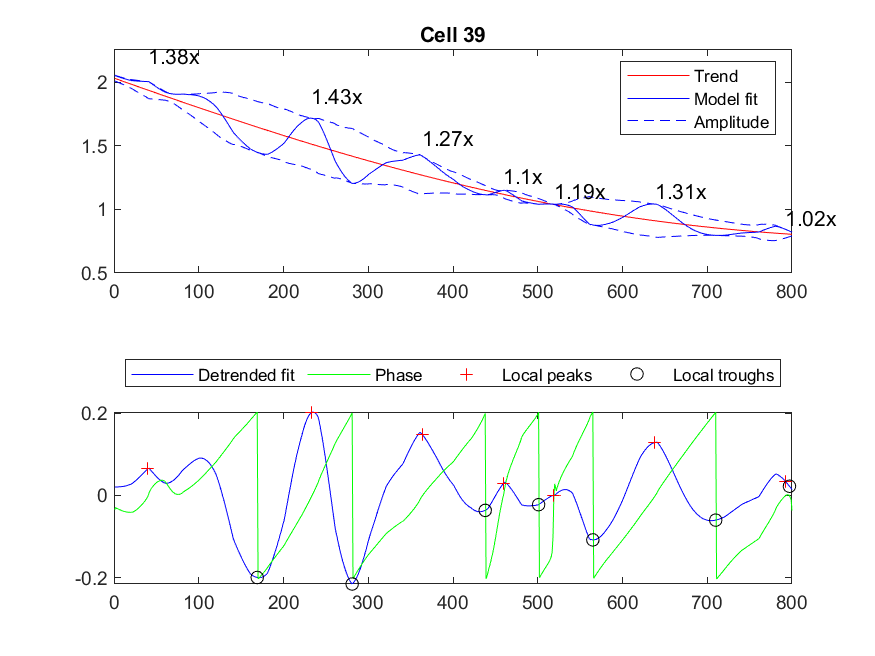 Cell 39
1.38x
1.43x
1.27x
1.1x
1.19x
1.31x
1.02x
Trend
Model fit
Amplitude
2
1.5
1
0.5
0 100 200 300 400 500 600 700 800
Detrended fit Phase Local peaks Local troughs
0.2
0
-0.2
0 100 200 300 400 500 600 700 800